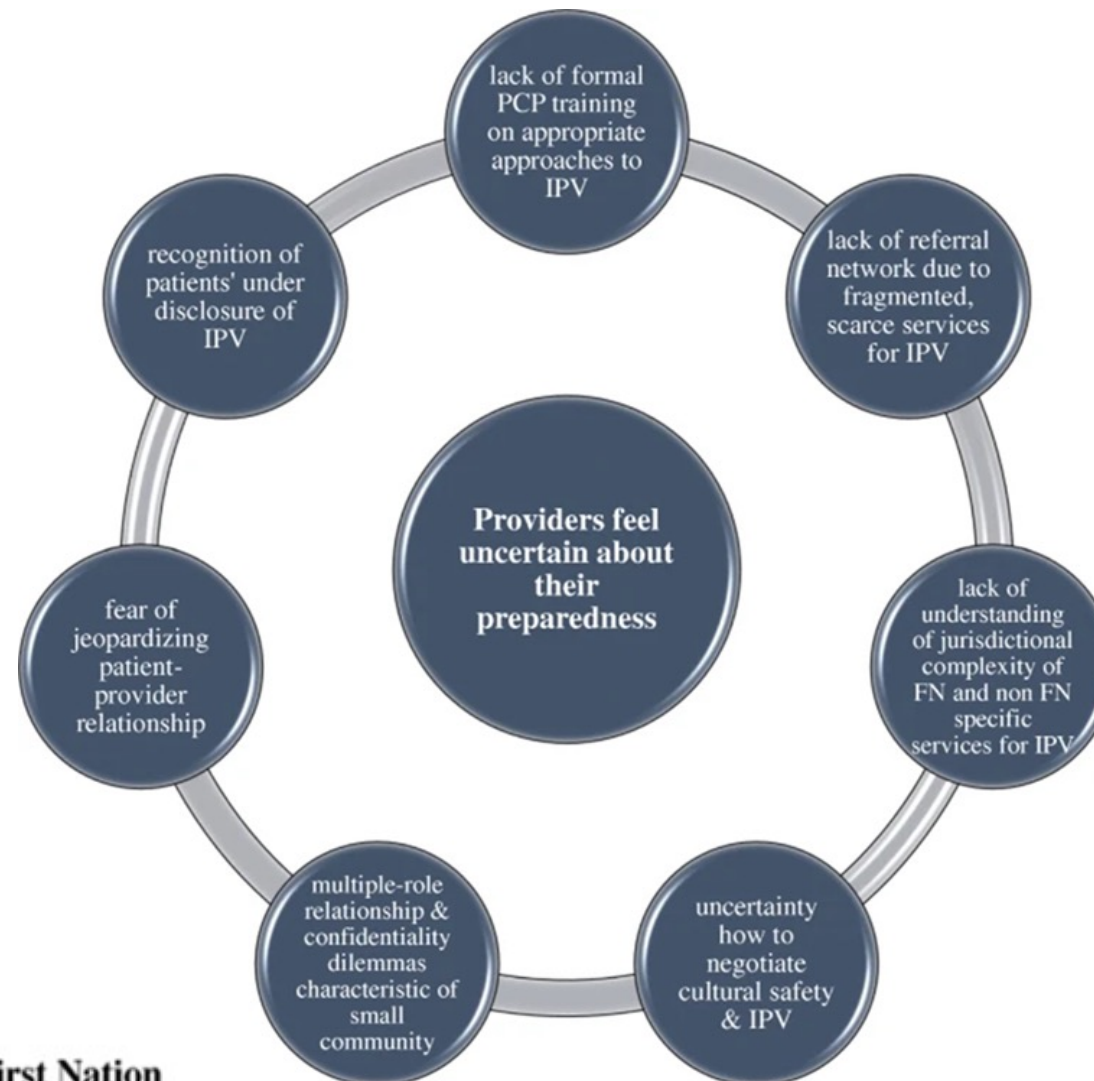 lack of formal
PCP training
on appropriate
approaches to
IPV
lack of referral
network due to
fragmented,
scarce services
for IPV
lack of
understanding
of jurisdictional
complexity of
FN and non FN
specific
services for IPV
uncertainty
how to
negotiate
cultural safety
& IPV
multiple-role
relationship &
confidentiality
dilemmas
characteristic of
small
community
fear of
jeopardizing
patient-
provider
relationship
recognition of
patients' under
disclosure of
IPV
Providers feel
uncertain about
their
preparedness
First Nation